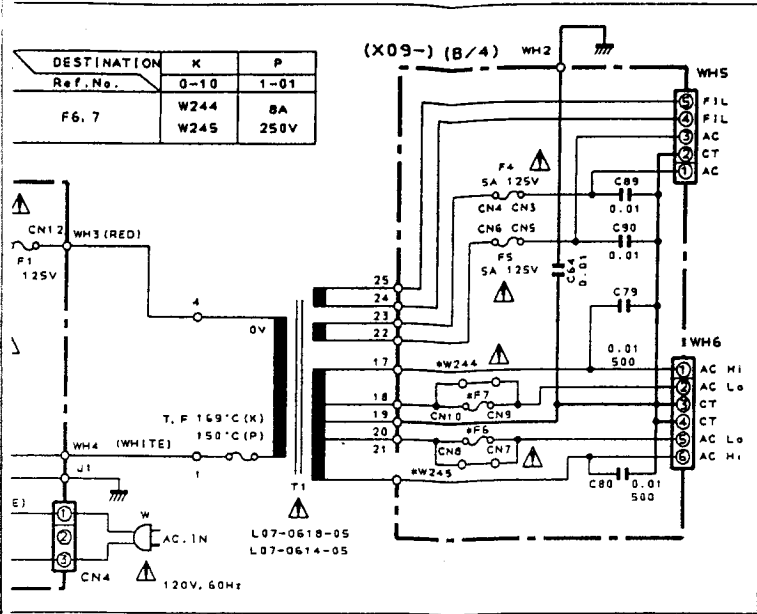 (X09-) (B/4)
WH2
DESTINATION K P
Ref.No. 0-10 1-01
F6, 7 W244 8A
W245 250V
WH5
⑤ FIL
④ FIL
③ AC
② CT
① AC
F4
5A 125V
CN4 CN3
C89
0.01
CN6 CN5
F5
5A 125V
C90
0.01
C64
0.01
C79
0.01
500
CN12
WH3 (RED)
F1
125V
4
0V
25
24
23
22
17
18
19
20
21
*W244
*F7
CN10 CN9
*F6
CN8 CN7
*W245
WH6
① AC Hi
② AC Lo
③ CT
④ CT
⑤ AC Lo
⑥ AC Hi
C80 0.01
500
T.F 169°C(K)
150°C(P)
WH4 (WHITE)
1
J1
T1
L07-0618-05
L07-0614-05
E)
①
②
③
W
AC.IN
CN4
120V, 60Hz